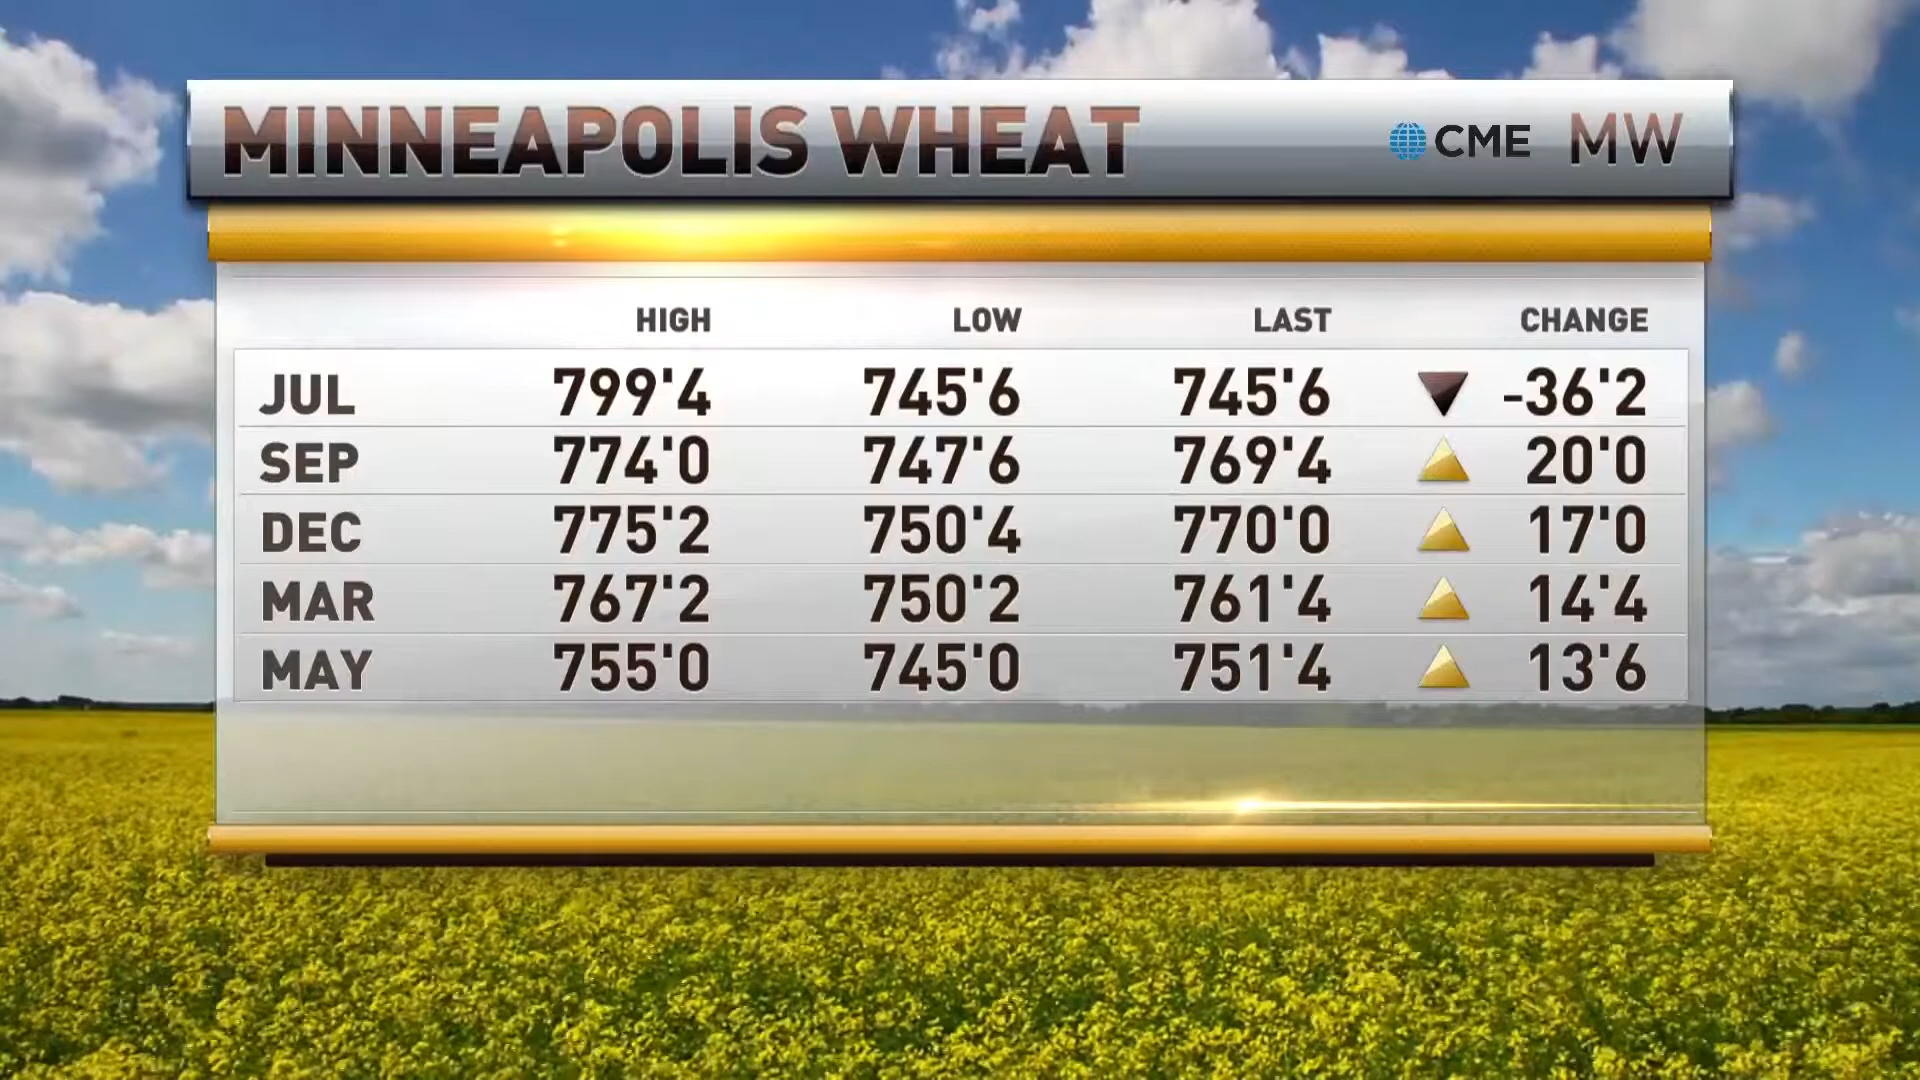 MINNEAPOLIS WHEAT CME MW
HIGH LOW LAST CHANGE
JUL 799'4 745'6 745'6 -36'2
SEP 774'0 747'6 769'4 20'0
DEC 775'2 750'4 770'0 17'0
MAR 767'2 750'2 761'4 14'4
MAY 755'0 745'0 751'4 13'6